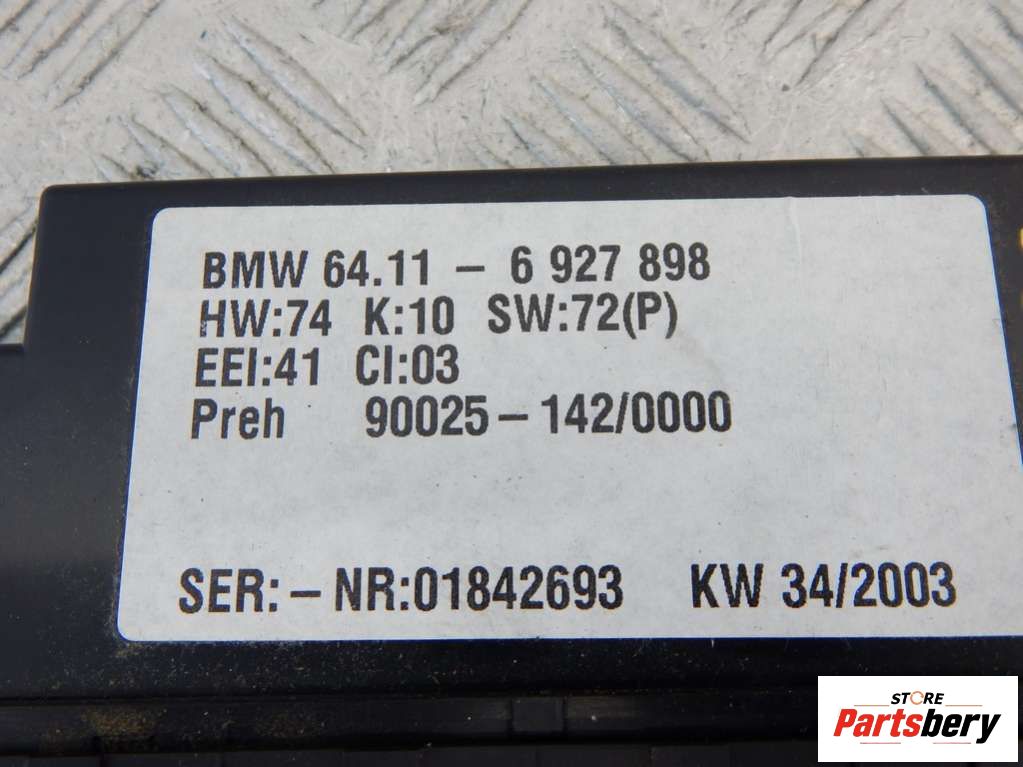 BMW 64.11 - 6 927 898
HW:74 K:10 SW:72(P)
EEI:41 CI:03
Preh 90025-142/0000
SER:-NR:01842693 KW 34/2003
STORE
Partsbery